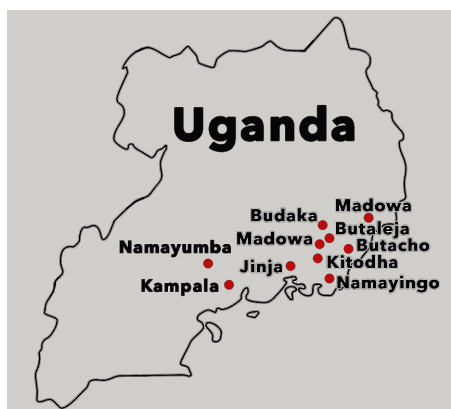 Uganda
Madowa
Budaka
Butaleja
Madowa
Butacho
Namayumba
Kitodha
Jinja
Kampala
Namayingo